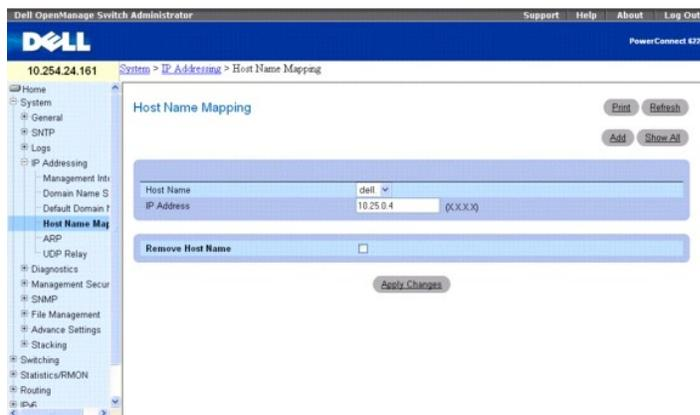 Dell OpenManage Switch Administrator
Support Help About Log Out
DELL
PowerConnect 622
10.254.24.161
System > IP Addressing > Host Name Mapping
Home
System
General
SNTP
Logs
IP Addressing
Management Inte
Domain Name S
Default Domain N
Host Name Map
ARP
UDP Relay
Diagnostics
Management Secur
SNMP
File Management
Advance Settings
Stacking
Switching
Statistics/RMON
Routing
IPv6
Host Name Mapping
Print Refresh
Add Show All
Host Name dell
IP Address 10.25.0.4 (X.X.X.X)
Remove Host Name
Apply Changes